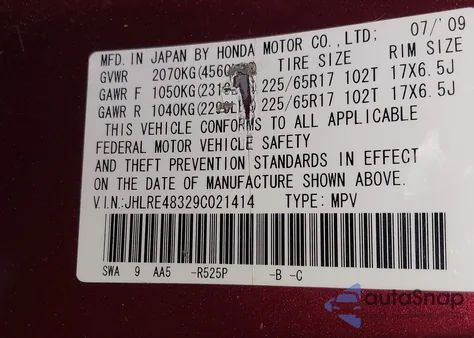 MFD. IN JAPAN BY HONDA MOTOR CO., LTD: 07/'09
GVWR 2070KG TIRE SIZE RIM SIZE
GAWR F 1050KG 225/65R17 102T 17X6.5J
GAWR R 1040KG 225/65R17 102T 17X6.5J
THIS VEHICLE CONFORMS TO ALL APPLICABLE
FEDERAL MOTOR VEHICLE SAFETY
AND THEFT PREVENTION STANDARDS IN EFFECT
ON THE DATE OF MANUFACTURE SHOWN ABOVE.
V.I.N:JHLRE48329C021414 TYPE: MPV
SWA 9 AA5 -R525P -B -C
autoSnap